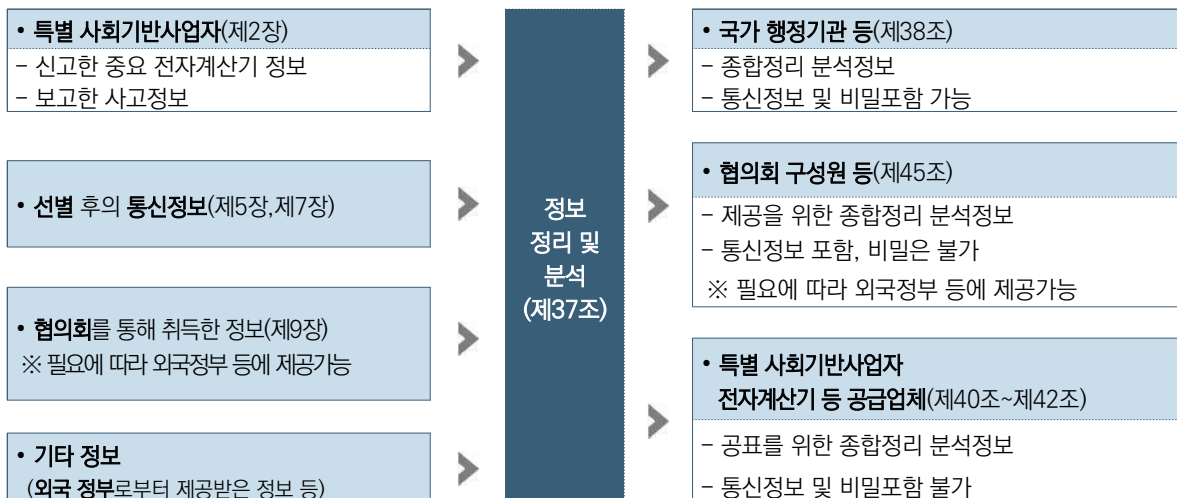 • 특별 사회기반사업자(제2장)
- 신고한 중요 전자계산기 정보
- 보고한 사고정보
• 선별 후의 통신정보(제5장,제7장)
• 협의회를 통해 취득한 정보(제9장)
※ 필요에 따라 외국정부 등에 제공가능
• 기타 정보
(외국 정부로부터 제공받은 정보 등)
정보
정리 및
분석
(제37조)
• 국가 행정기관 등(제38조)
- 종합정리 분석정보
- 통신정보 및 비밀포함 가능
• 협의회 구성원 등(제45조)
- 제공을 위한 종합정리 분석정보
- 통신정보 포함, 비밀은 불가
※ 필요에 따라 외국정부 등에 제공가능
• 특별 사회기반사업자
전자계산기 등 공급업체(제40조~제42조)
- 공표를 위한 종합정리 분석정보
- 통신정보 및 비밀포함 불가